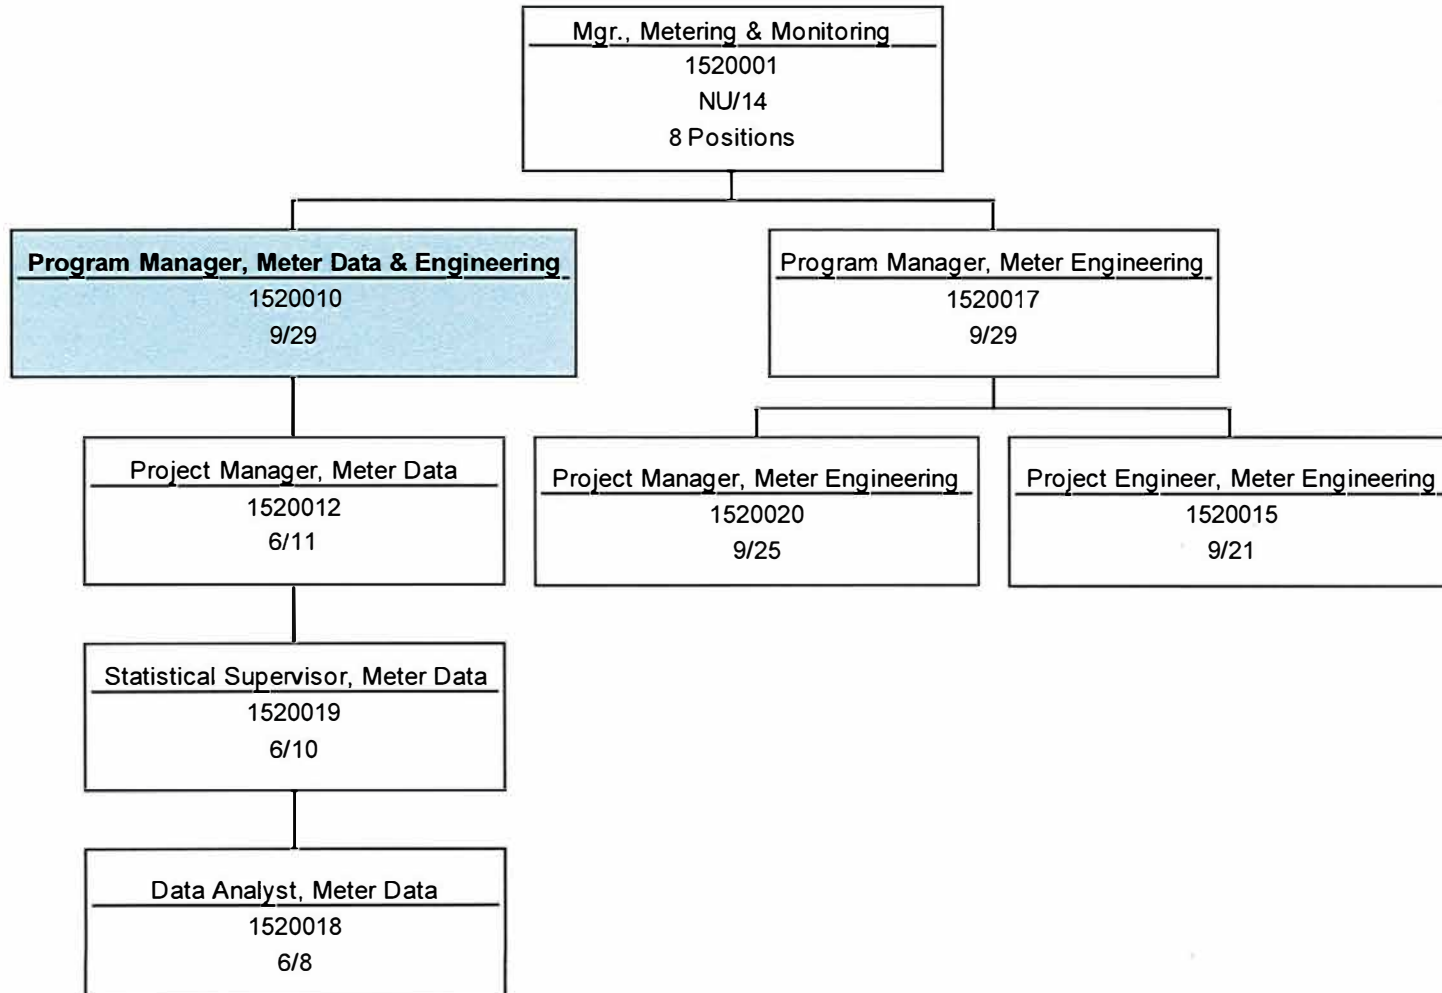 Mgr., Metering & Monitoring
1520001
NU/14
8 Positions
Program Manager, Meter Data & Engineering
1520010
9/29
Program Manager, Meter Engineering
1520017
9/29
Project Manager, Meter Data
1520012
6/11
Project Manager, Meter Engineering
1520020
9/25
Project Engineer, Meter Engineering
1520015
9/21
Statistical Supervisor, Meter Data
1520019
6/10
Data Analyst, Meter Data
1520018
6/8